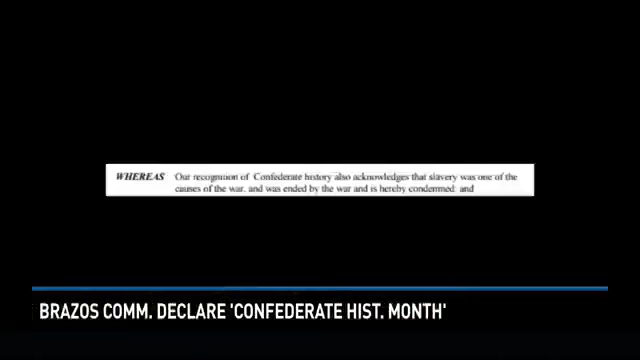 WHEREAS Our recognition of Confederate history also acknowledges that slavery was one of the
causes of the war, and was ended by the war and is hereby condemned; and
BRAZOS COMM. DECLARE 'CONFEDERATE HIST. MONTH'